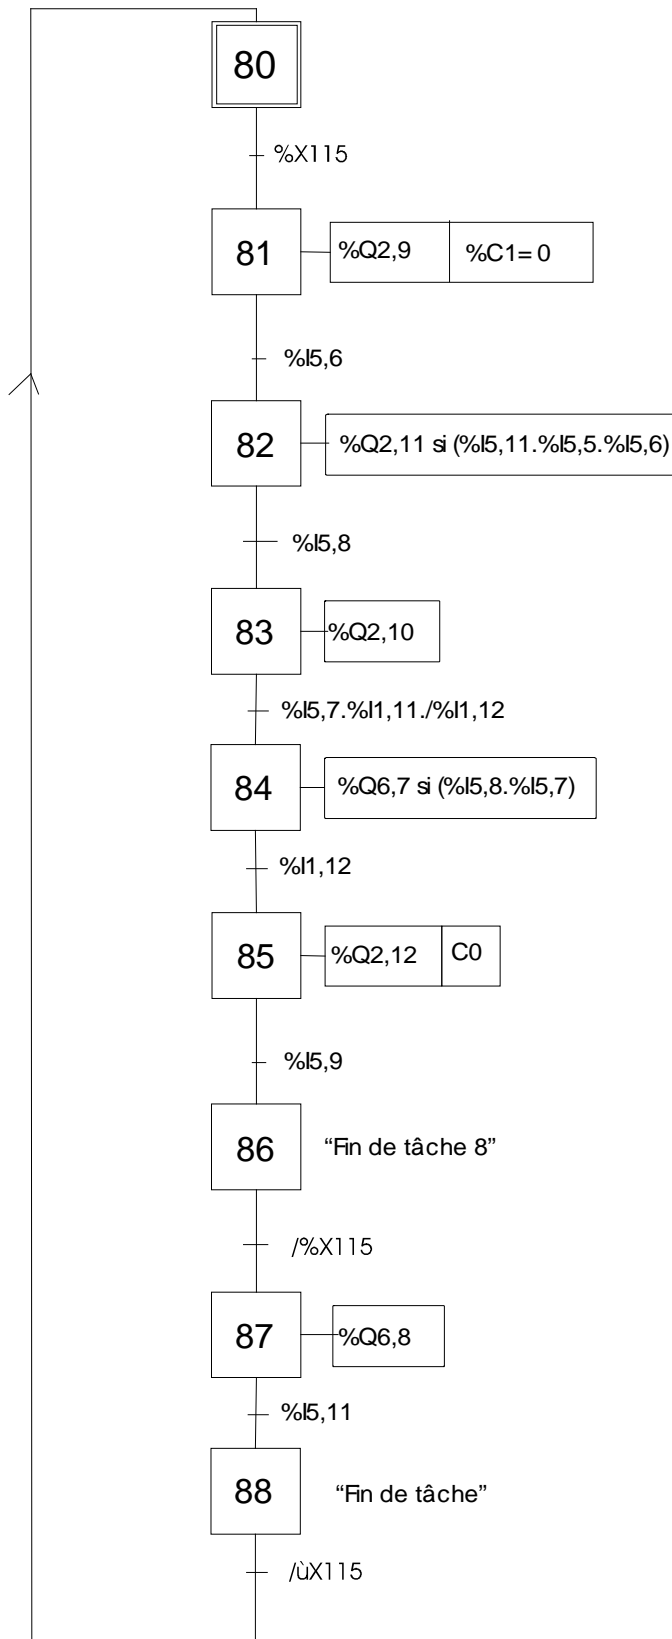 80
%X115
81 %Q2,9 %C1= 0
%I5,6
82 %Q2,11 si (%I5,11.%I5,5.%I5,6)
%I5,8
83 %Q2,10
%I5,7.%I1,11./%I1,12
84 %Q6,7 si (%I5,8.%I5,7)
%I1,12
85 %Q2,12 C0
%I5,9
86 “Fin de tâche 8”
/%X115
87 %Q6,8
%I5,11
88 “Fin de tâche”
/ùX115